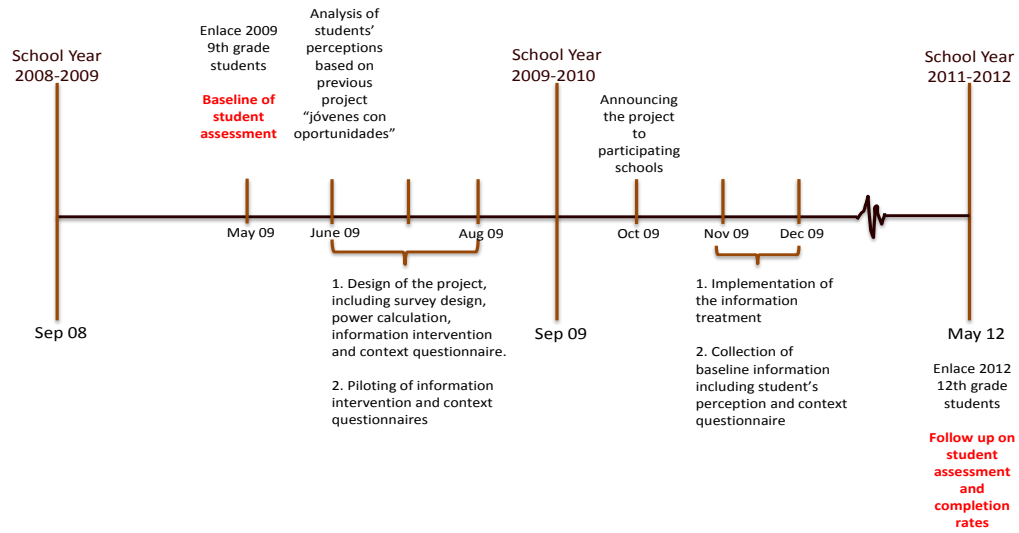 School Year
2008-2009
Enlace 2009
9th grade
students
Baseline of
student
assessment
Analysis of
students'
perceptions
based on
previous
project
"jóvenes con
oportunidades"
School Year
2009-2010
Announcing
the project
to
participating
schools
School Year
2011-2012
May 09
June 09
Aug 09
Oct 09
Nov 09
Dec 09
Sep 08
1. Design of the project,
including survey design,
power calculation,
information intervention
and context questionnaire.
2. Piloting of information
intervention and context
questionnaires
Sep 09
1. Implementation of
the information
treatment
2. Collection of
baseline information
including student's
perception and context
questionnaire
May 12
Enlace 2012
12th grade
students
Follow up on
student
assessment
and
completion
rates